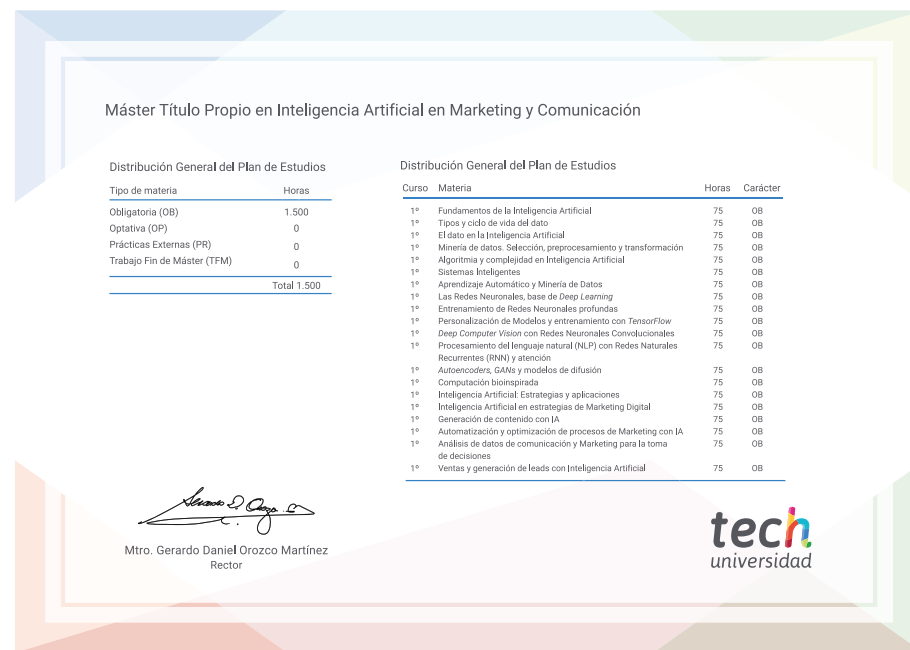 Máster Título Propio en Inteligencia Artificial en Marketing y Comunicación
Distribución General del Plan de Estudios
Tipo de materia Horas
Obligatoria (OB) 1.500
Optativa (OP) 0
Prácticas Externas (PR) 0
Trabajo Fin de Máster (TFM) 0
Total 1.500
Distribución General del Plan de Estudios
Curso Materia Horas Carácter
1º Fundamentos de la Inteligencia Artificial 75 OB
1º Tipos y ciclo de vida del dato 75 OB
1º El dato en la Inteligencia Artificial 75 OB
1º Minería de datos. Selección, preprocesamiento y transformación 75 OB
1º Algoritmia y complejidad en Inteligencia Artificial 75 OB
1º Sistemas Inteligentes 75 OB
1º Aprendizaje Automático y Minería de Datos 75 OB
1º Las Redes Neuronales, base de Deep Learning 75 OB
1º Entrenamiento de Redes Neuronales profundas 75 OB
1º Personalización de Modelos y entrenamiento con TensorFlow 75 OB
1º Deep Computer Vision con Redes Neuronales Convolucionales 75 OB
1º Procesamiento del lenguaje natural (NLP) con Redes Naturales 75 OB
Recurrentes (RNN) y atención
1º Autoencoders, GANs y modelos de difusión 75 OB
1º Computación bioinspirada 75 OB
1º Inteligencia Artificial: Estrategias y aplicaciones 75 OB
1º Inteligencia Artificial en estrategias de Marketing Digital 75 OB
1º Generación de contenido con IA 75 OB
1º Automatización y optimización de procesos de Marketing con IA 75 OB
1º Análisis de datos de comunicación y Marketing para la toma 75 OB
de decisiones
1º Ventas y generación de leads con Inteligencia Artificial 75 OB
Mtro. Gerardo Daniel Orozco Martínez
Rector
tech
universidad